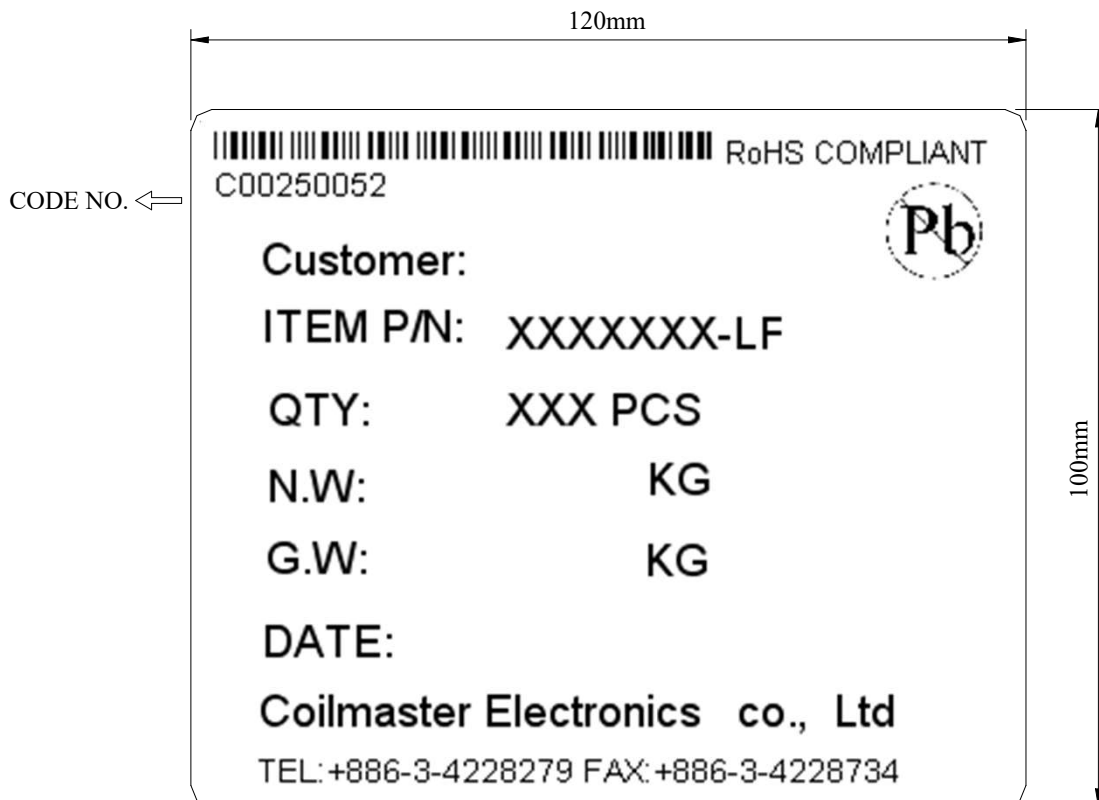 120mm
RoHS COMPLIANT
C00250052
CODE NO.
Pb
Customer:
ITEM P/N: XXXXXXX-LF
QTY: XXX PCS
N.W: KG
G.W: KG
100mm
DATE:
Coilmaster Electronics co., Ltd
TEL:+886-3-4228279 FAX:+886-3-4228734